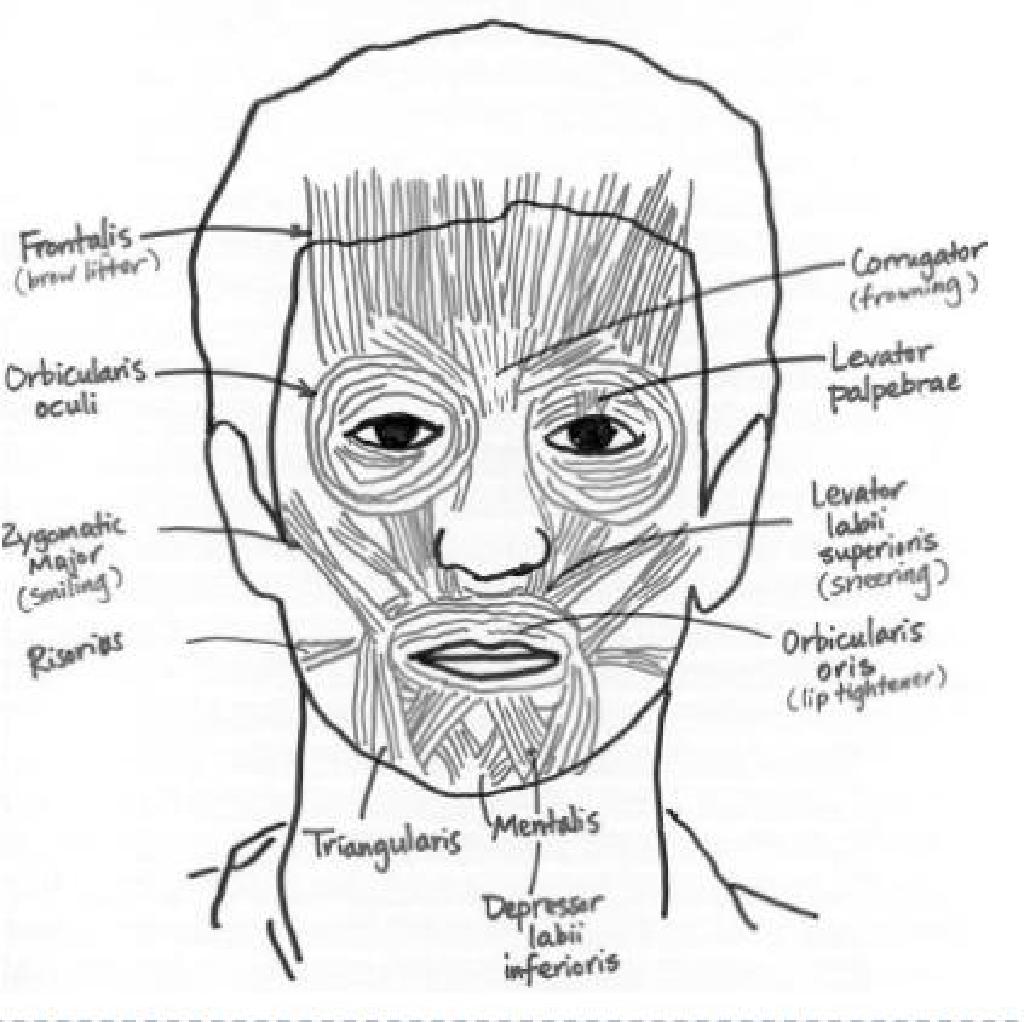 Frontalis
(brow lifter)
Orbicularis
oculi
Zygomatic
Major
(smiling)
Risorius
Corrugator
(frowning)
Levator
palpebrae
Levator
labii
superioris
(sneering)
Orbicularis
oris
(lip tightener)
Triangularis
Mentalis
Depressor
labii
inferioris